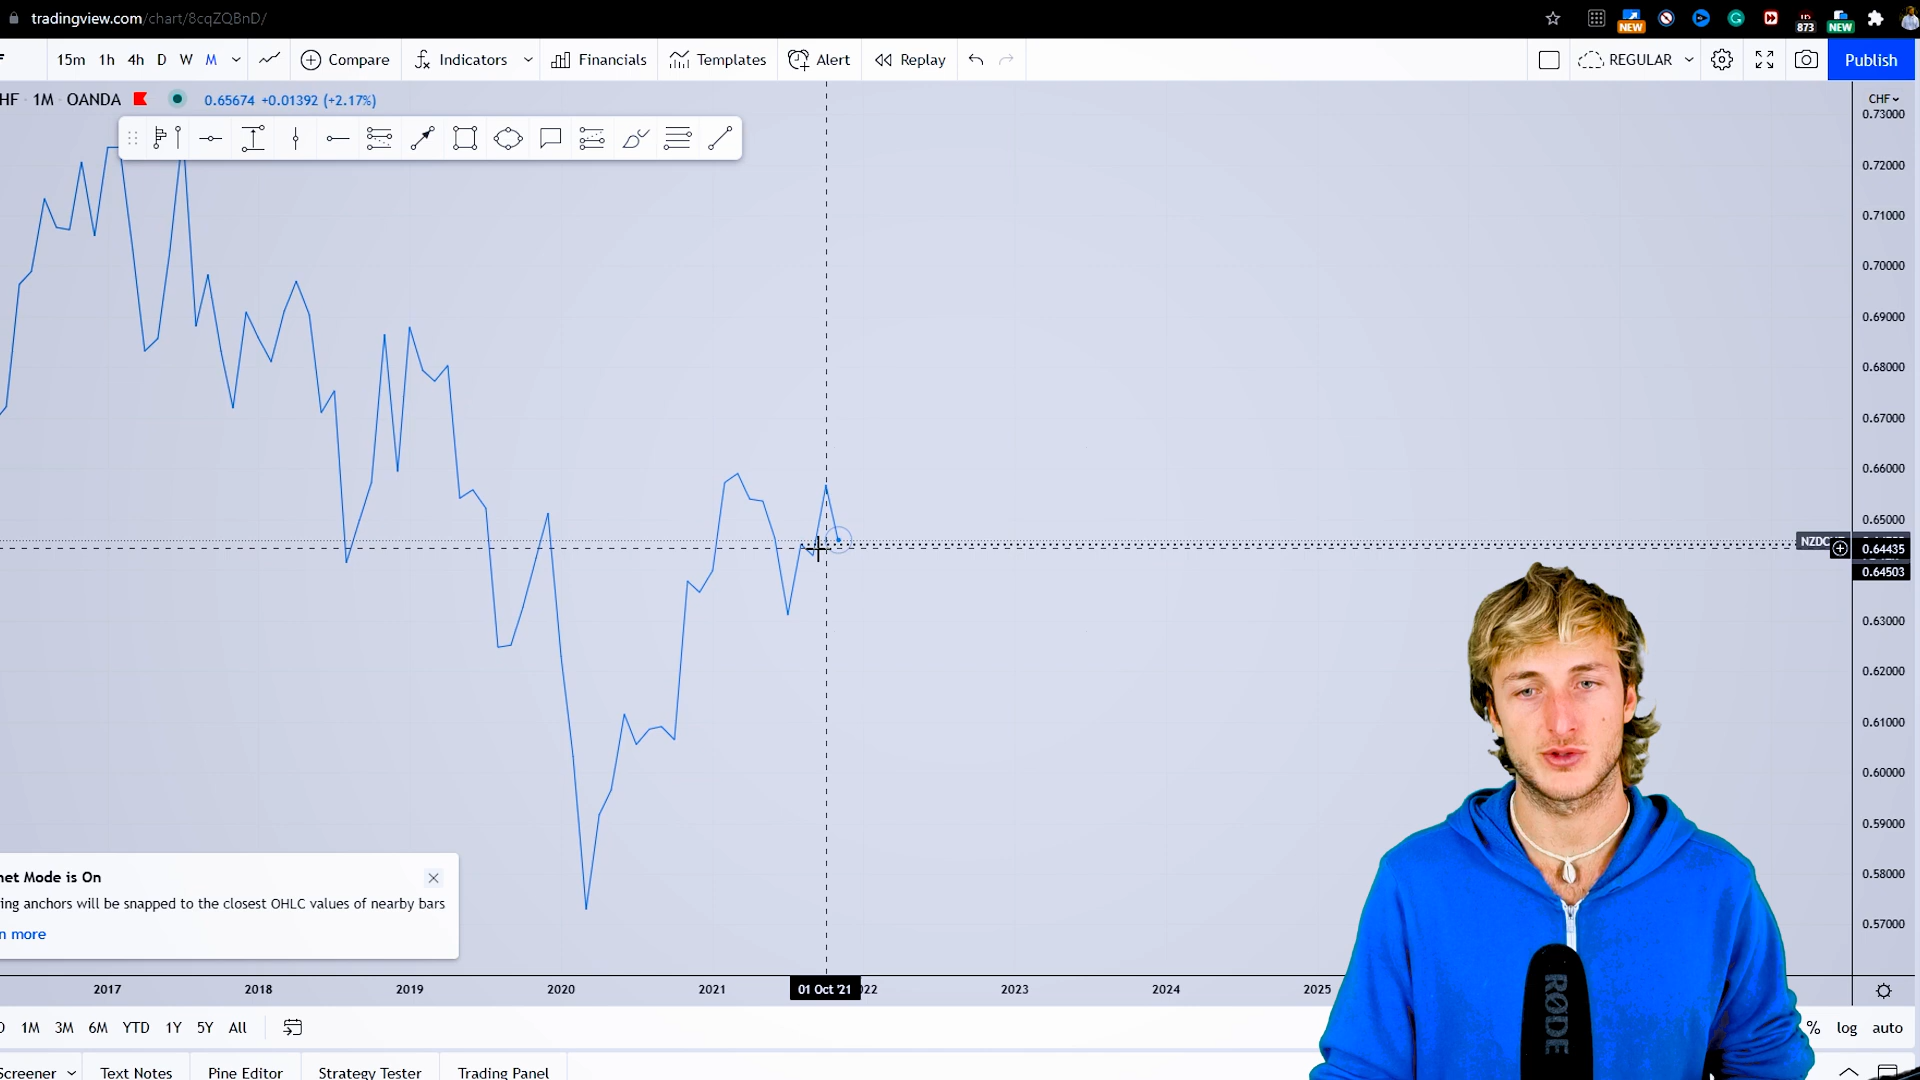 tradingview.com/chart/8cqZQBnD/
NEW
873
NEW
15m 1h 4h D W M Compare Indicators Financials Templates Alert Replay REGULAR Publish
HF 1M OANDA 0.65674 +0.01392 (+2.17%)
CHF
0.73000
0.72000
0.71000
0.70000
0.69000
0.68000
0.67000
0.66000
0.65000
0.64435
0.64503
0.63000
0.62000
0.61000
0.60000
0.59000
0.58000
0.57000
net Mode is On
ing anchors will be snapped to the closest OHLC values of nearby bars
n more
RØDE
2017 2018 2019 2020 2021 01 Oct '21 22 2023 2024 2025
1M 3M 6M YTD 1Y 5Y All % log auto
Screener Text Notes Pine Editor Strategy Tester Trading Panel